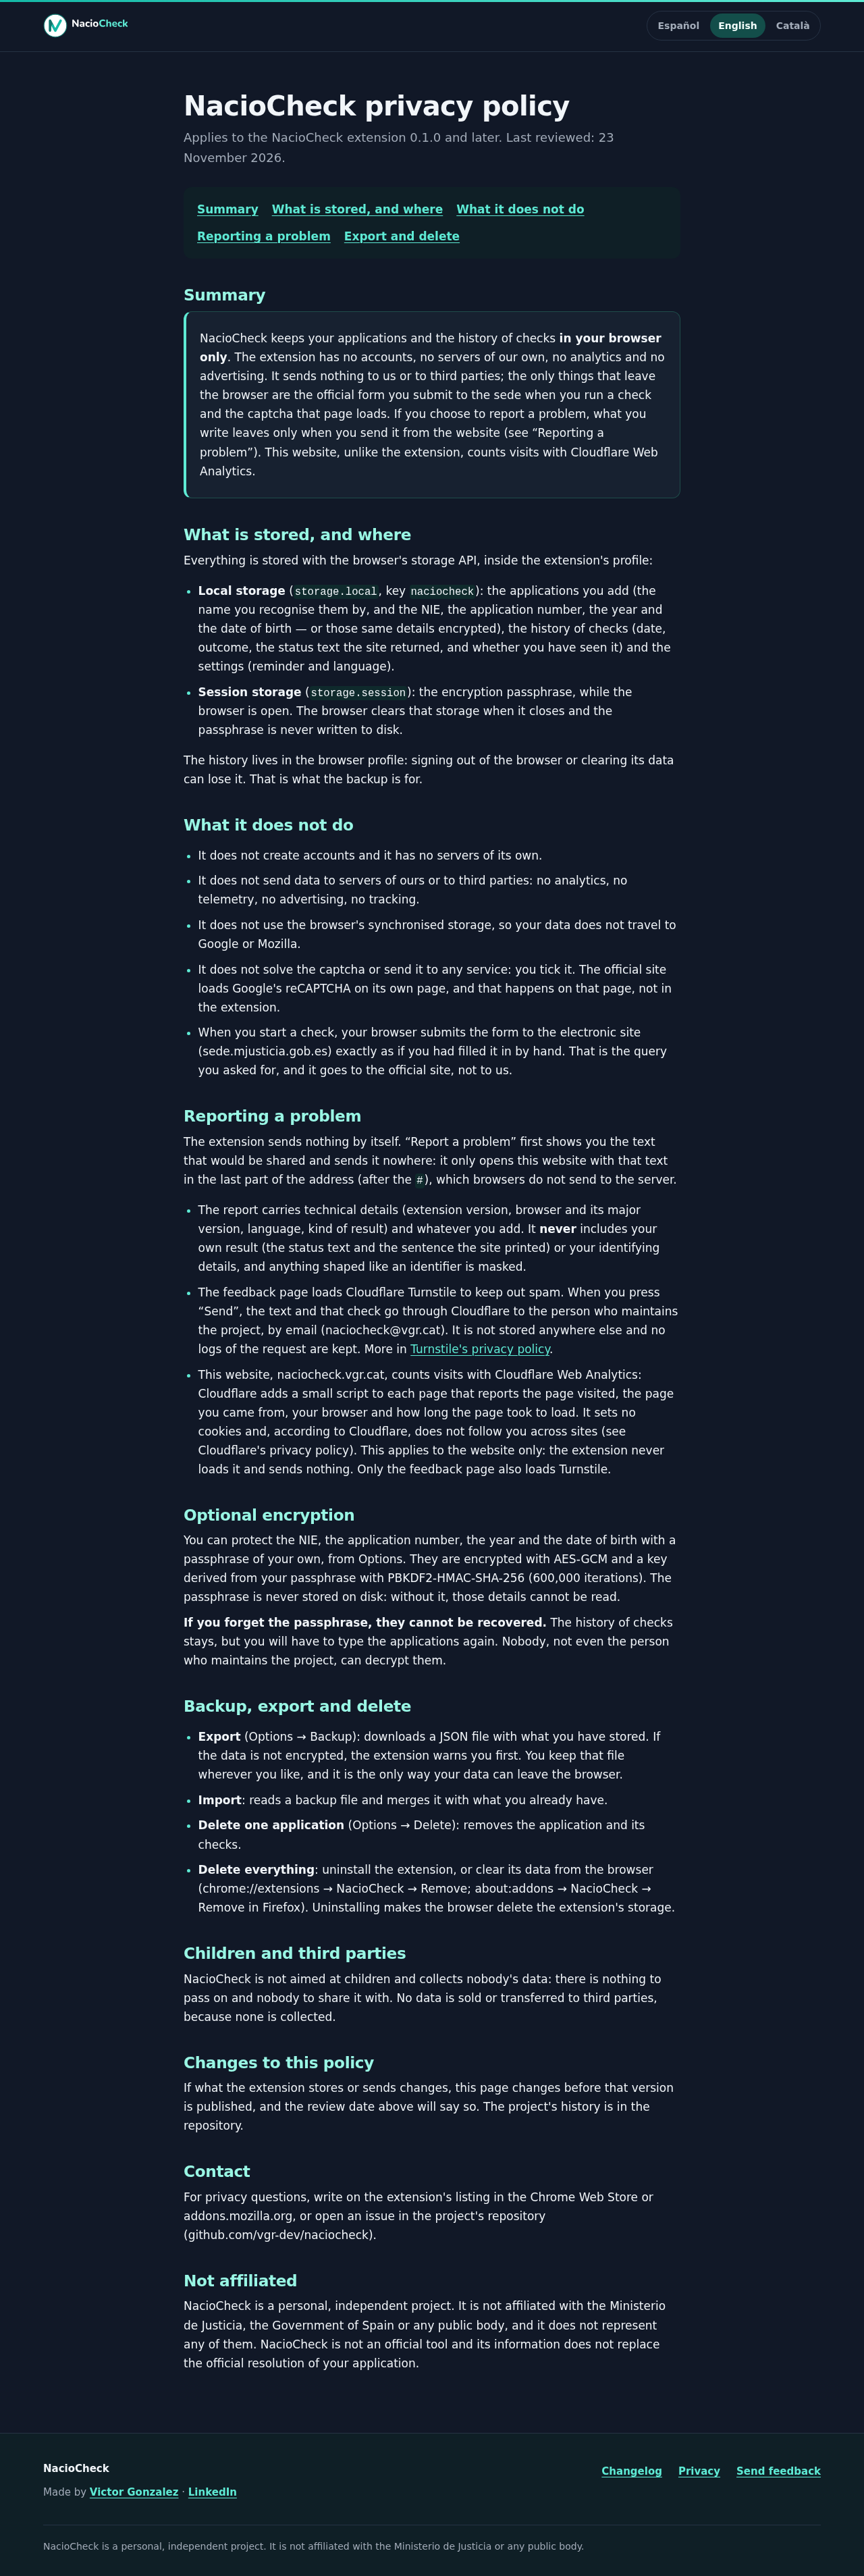 NacioCheck
Español English Català
NacioCheck privacy policy
Applies to the NacioCheck extension 0.1.0 and later. Last reviewed: 23
November 2026.
Summary What is stored, and where What it does not do
Reporting a problem Export and delete
Summary
NacioCheck keeps your applications and the history of checks in your browser
only. The extension has no accounts, no servers of our own, no analytics and no
advertising. It sends nothing to us or to third parties; the only things that leave
the browser are the official form you submit to the sede when you run a check
and the captcha that page loads. If you choose to report a problem, what you
write leaves only when you send it from the website (see “Reporting a
problem”). This website, unlike the extension, counts visits with Cloudflare Web
Analytics.
What is stored, and where
Everything is stored with the browser's storage API, inside the extension's profile:
• Local storage (storage.local, key naciocheck): the applications you add (the
name you recognise them by, and the NIE, the application number, the year and
the date of birth — or those same details encrypted), the history of checks (date,
outcome, the status text the site returned, and whether you have seen it) and the
settings (reminder and language).
• Session storage (storage.session): the encryption passphrase, while the
browser is open. The browser clears that storage when it closes and the
passphrase is never written to disk.
The history lives in the browser profile: signing out of the browser or clearing its data
can lose it. That is what the backup is for.
What it does not do
• It does not create accounts and it has no servers of its own.
• It does not send data to servers of ours or to third parties: no analytics, no
telemetry, no advertising, no tracking.
• It does not use the browser's synchronised storage, so your data does not travel to
Google or Mozilla.
• It does not solve the captcha or send it to any service: you tick it. The official site
loads Google's reCAPTCHA on its own page, and that happens on that page, not in
the extension.
• When you start a check, your browser submits the form to the electronic site
(sede.mjusticia.gob.es) exactly as if you had filled it in by hand. That is the query
you asked for, and it goes to the official site, not to us.
Reporting a problem
The extension sends nothing by itself. “Report a problem” first shows you the text
that would be shared and sends it nowhere: it only opens this website with that text
in the last part of the address (after the #), which browsers do not send to the server.
• The report carries technical details (extension version, browser and its major
version, language, kind of result) and whatever you add. It never includes your
own result (the status text and the sentence the site printed) or your identifying
details, and anything shaped like an identifier is masked.
• The feedback page loads Cloudflare Turnstile to keep out spam. When you press
“Send”, the text and that check go through Cloudflare to the person who maintains
the project, by email (naciocheck@vgr.cat). It is not stored anywhere else and no
logs of the request are kept. More in Turnstile's privacy policy.
• This website, naciocheck.vgr.cat, counts visits with Cloudflare Web Analytics:
Cloudflare adds a small script to each page that reports the page visited, the page
you came from, your browser and how long the page took to load. It sets no
cookies and, according to Cloudflare, does not follow you across sites (see
Cloudflare's privacy policy). This applies to the website only: the extension never
loads it and sends nothing. Only the feedback page also loads Turnstile.
Optional encryption
You can protect the NIE, the application number, the year and the date of birth with a
passphrase of your own, from Options. They are encrypted with AES-GCM and a key
derived from your passphrase with PBKDF2-HMAC-SHA-256 (600,000 iterations). The
passphrase is never stored on disk: without it, those details cannot be read.
If you forget the passphrase, they cannot be recovered. The history of checks
stays, but you will have to type the applications again. Nobody, not even the person
who maintains the project, can decrypt them.
Backup, export and delete
• Export (Options → Backup): downloads a JSON file with what you have stored. If
the data is not encrypted, the extension warns you first. You keep that file
wherever you like, and it is the only way your data can leave the browser.
• Import: reads a backup file and merges it with what you already have.
• Delete one application (Options → Delete): removes the application and its
checks.
• Delete everything: uninstall the extension, or clear its data from the browser
(chrome://extensions → NacioCheck → Remove; about:addons → NacioCheck →
Remove in Firefox). Uninstalling makes the browser delete the extension's storage.
Children and third parties
NacioCheck is not aimed at children and collects nobody's data: there is nothing to
pass on and nobody to share it with. No data is sold or transferred to third parties,
because none is collected.
Changes to this policy
If what the extension stores or sends changes, this page changes before that version
is published, and the review date above will say so. The project's history is in the
repository.
Contact
For privacy questions, write on the extension's listing in the Chrome Web Store or
addons.mozilla.org, or open an issue in the project's repository
(github.com/vgr-dev/naciocheck).
Not affiliated
NacioCheck is a personal, independent project. It is not affiliated with the Ministerio
de Justicia, the Government of Spain or any public body, and it does not represent
any of them. NacioCheck is not an official tool and its information does not replace
the official resolution of your application.
NacioCheck
Changelog Privacy Send feedback
Made by Victor Gonzalez · LinkedIn
NacioCheck is a personal, independent project. It is not affiliated with the Ministerio de Justicia or any public body.